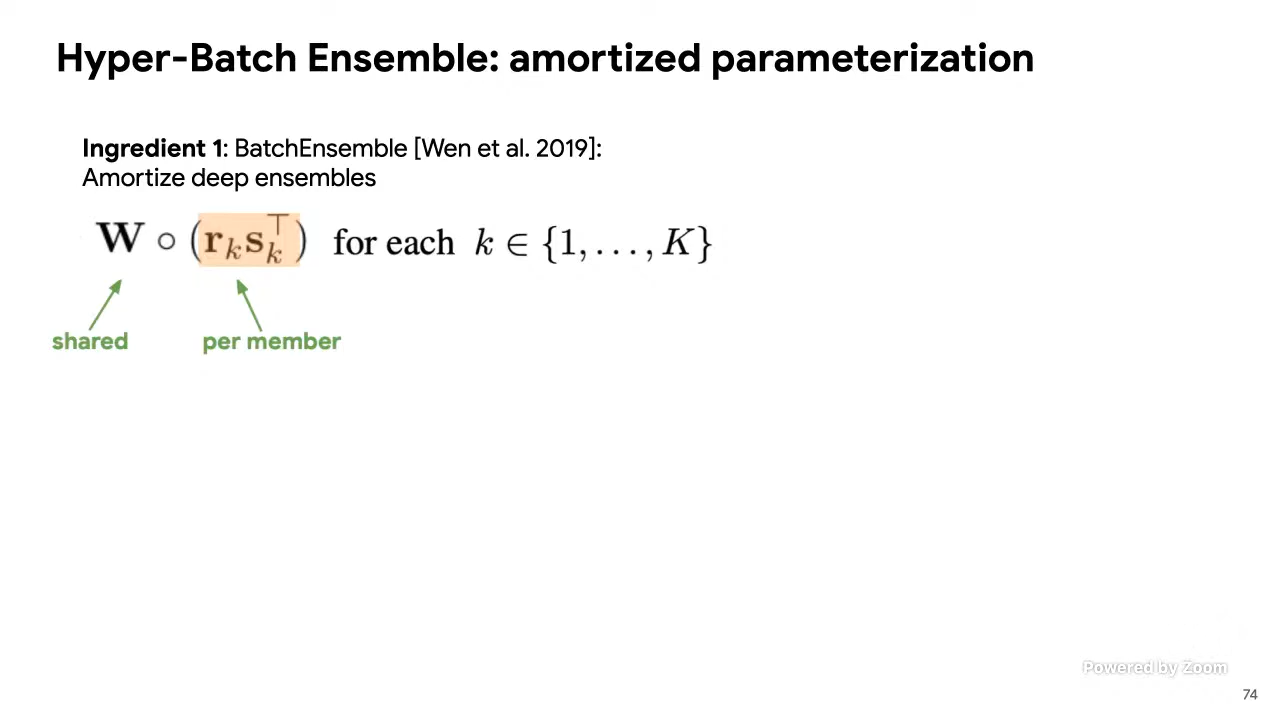 Hyper-Batch Ensemble: amortized parameterization
Ingredient 1: BatchEnsemble [Wen et al. 2019]:
Amortize deep ensembles
W ∘ (r_k s_k^⊤) for each k ∈ {1, . . . , K}
shared per member
Powered by Zoom
74